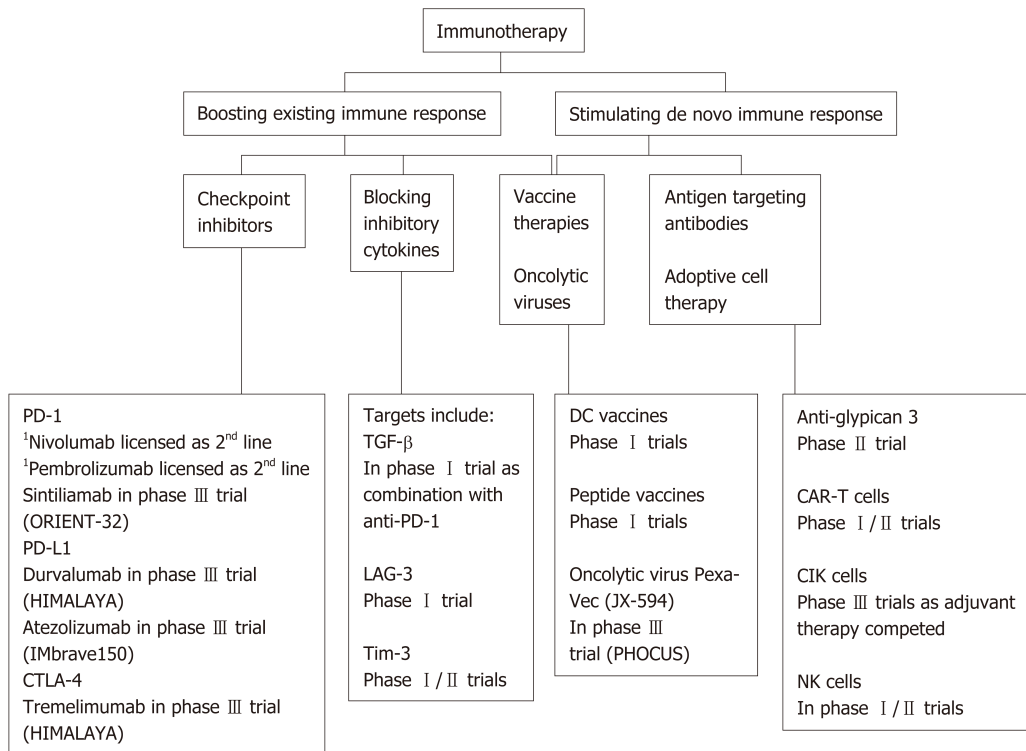 Immunotherapy
Boosting existing immune response
Stimulating de novo immune response
Checkpoint
inhibitors
Blocking
inhibitory
cytokines
Vaccine
therapies
Oncolytic
viruses
Antigen targeting
antibodies
Adoptive cell
therapy
PD-1
¹Nivolumab licensed as 2nd line
¹Pembrolizumab licensed as 2nd line
Sintiliamab in phase Ⅲ trial
(ORIENT-32)
PD-L1
Durvalumab in phase Ⅲ trial
(HIMALAYA)
Atezolizumab in phase Ⅲ trial
(IMbrave150)
CTLA-4
Tremelimumab in phase Ⅲ trial
(HIMALAYA)
Targets include:
TGF-β
In phase Ⅰ trial as
combination with
anti-PD-1
LAG-3
Phase Ⅰ trial
Tim-3
Phase Ⅰ/Ⅱ trials
DC vaccines
Phase Ⅰ trials
Peptide vaccines
Phase Ⅰ trials
Oncolytic virus Pexa-
Vec (JX-594)
In phase Ⅲ
trial (PHOCUS)
Anti-glypican 3
Phase Ⅱ trial
CAR-T cells
Phase Ⅰ/Ⅱ trials
CIK cells
Phase Ⅲ trials as adjuvant
therapy competed
NK cells
In phase Ⅰ/Ⅱ trials